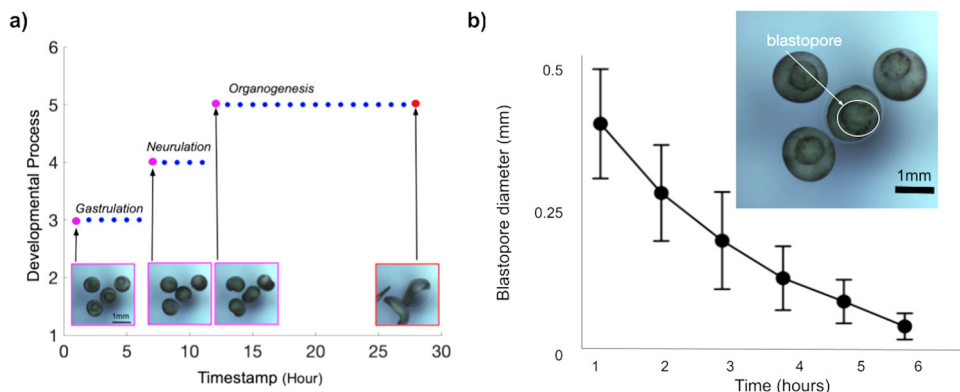 a)
Developmental Process
6
5
4
3
2
1
Organogenesis
Neurulation
Gastrulation
1mm
0 5 10 15 20 25 30
Timestamp (Hour)
b)
Blastopore diameter (mm)
0.5
0.25
0
blastopore
1mm
1 2 3 4 5 6
Time (hours)